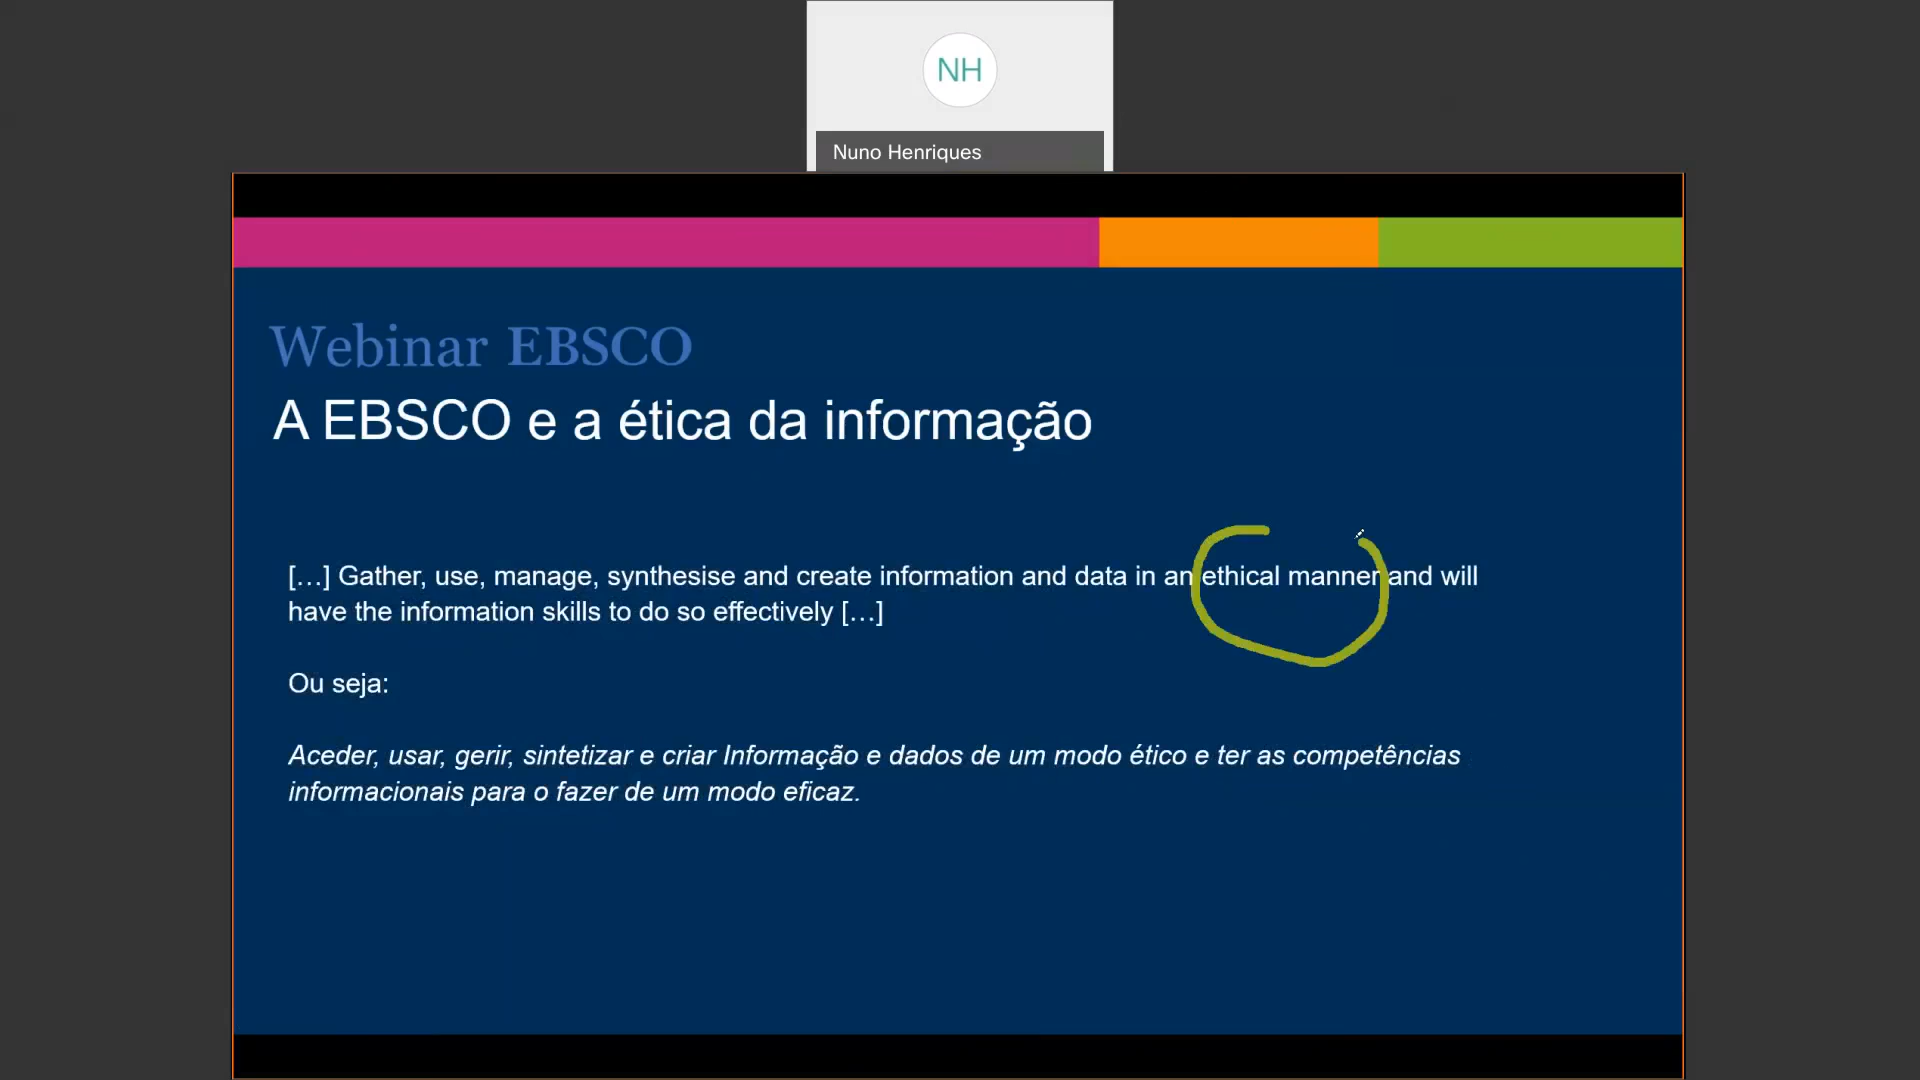 NH
Nuno Henriques
Webinar EBSCO
A EBSCO e a ética da informação
[…] Gather, use, manage, synthesise and create information and data in an ethical manner and will
have the information skills to do so effectively […]
Ou seja:
Aceder, usar, gerir, sintetizar e criar Informação e dados de um modo ético e ter as competências
informacionais para o fazer de um modo eficaz.